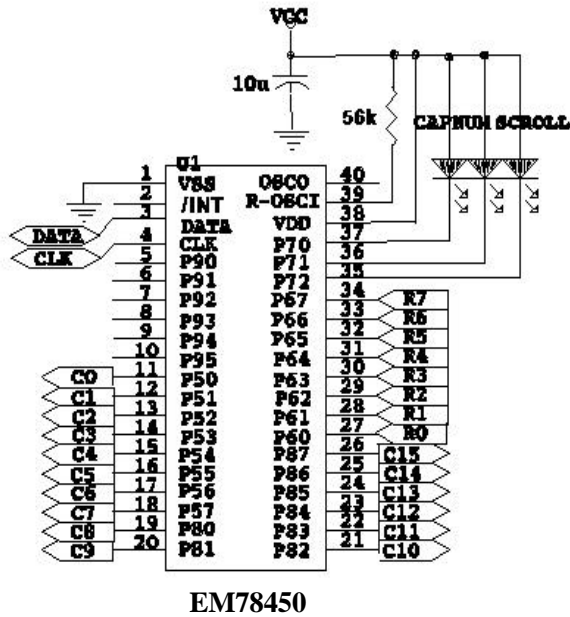 VCC
10u
56k
CAPNUM SCROLL
U1
1 VSS OSCO 40
2 /INT R-OSCI 39
3 DATA VDD 38
DATA
4 CLK P70 37
CLK
5 P90 P71 36
6 P91 P72 35
7 P92 P67 34 R7
8 P93 P66 33 R6
9 P94 P65 32 R5
10 P95 P64 31 R4
C0 11 P50 P63 30 R3
C1 12 P51 P62 29 R2
C2 13 P52 P61 28 R1
C3 14 P53 P60 27 R0
C4 15 P54 P87 26 C15
C5 16 P55 P86 25 C14
C6 17 P56 P85 24 C13
C7 18 P57 P84 23 C12
C8 19 P80 P83 22 C11
C9 20 P81 P82 21 C10
EM78450